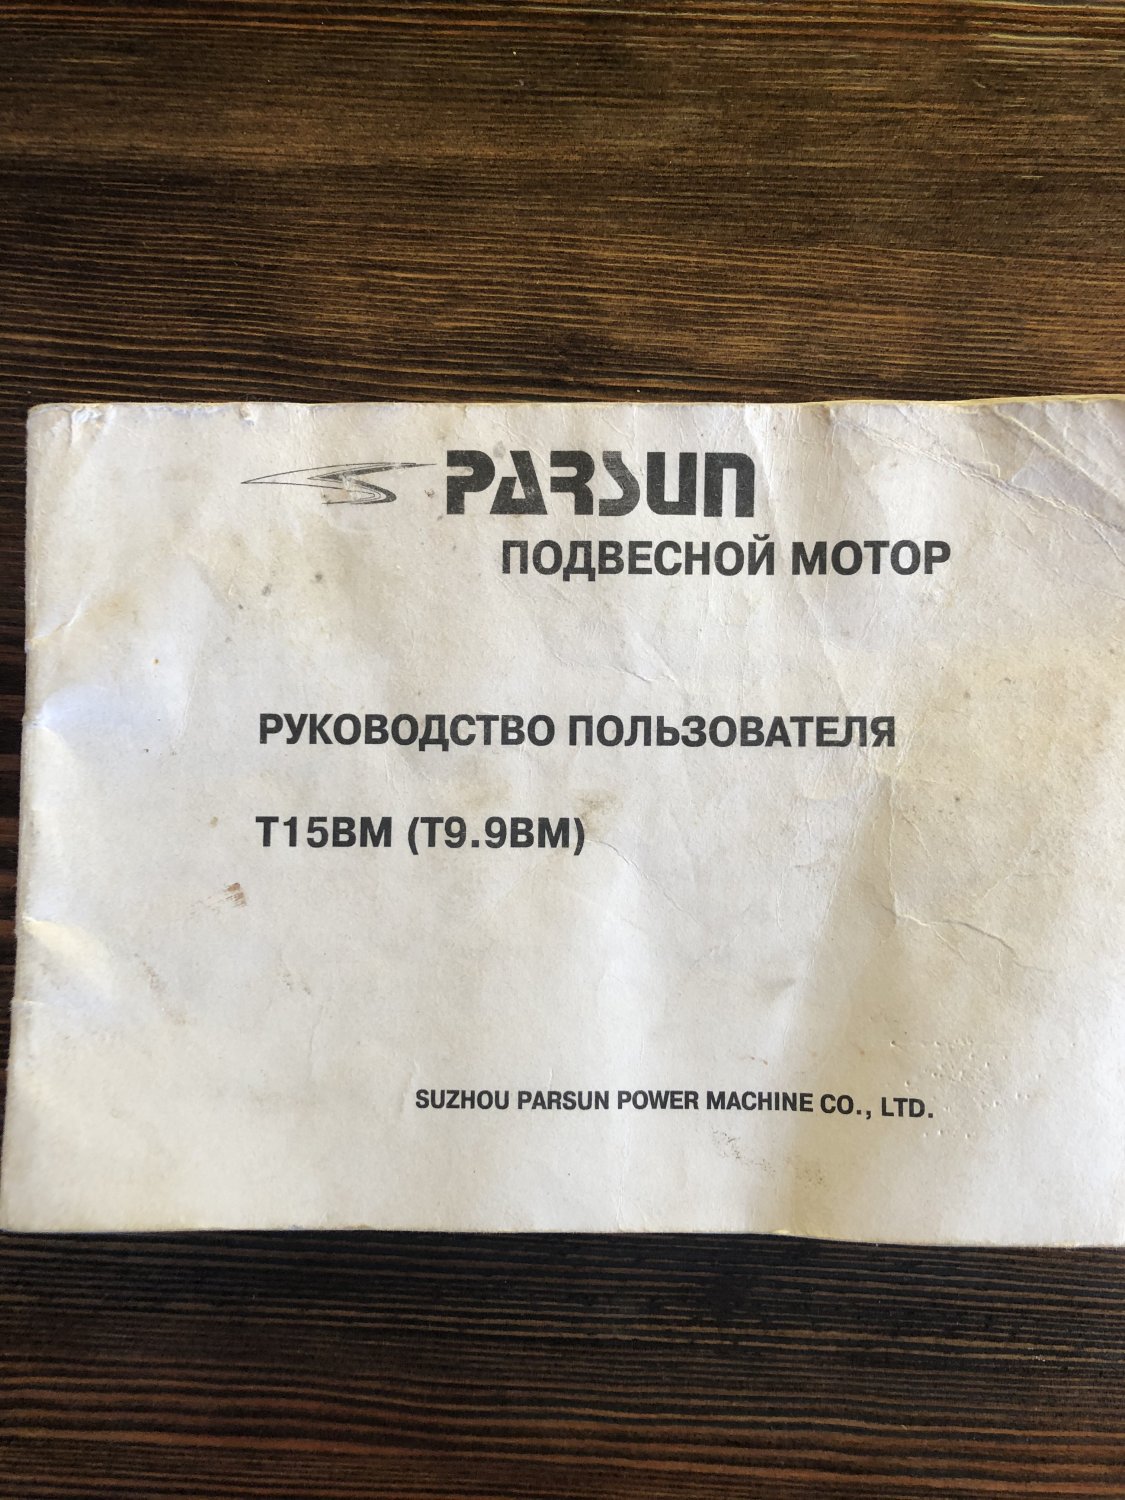 PARSUN
ПОДВЕСНОЙ МОТОР
РУКОВОДСТВО ПОЛЬЗОВАТЕЛЯ
T15BM (T9.9BM)
SUZHOU PARSUN POWER MACHINE CO., LTD.